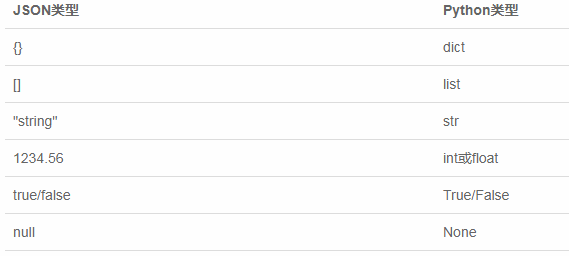 JSON类型 Python类型
{} dict
[] list
"string" str
1234.56 int或float
true/false True/False
null None